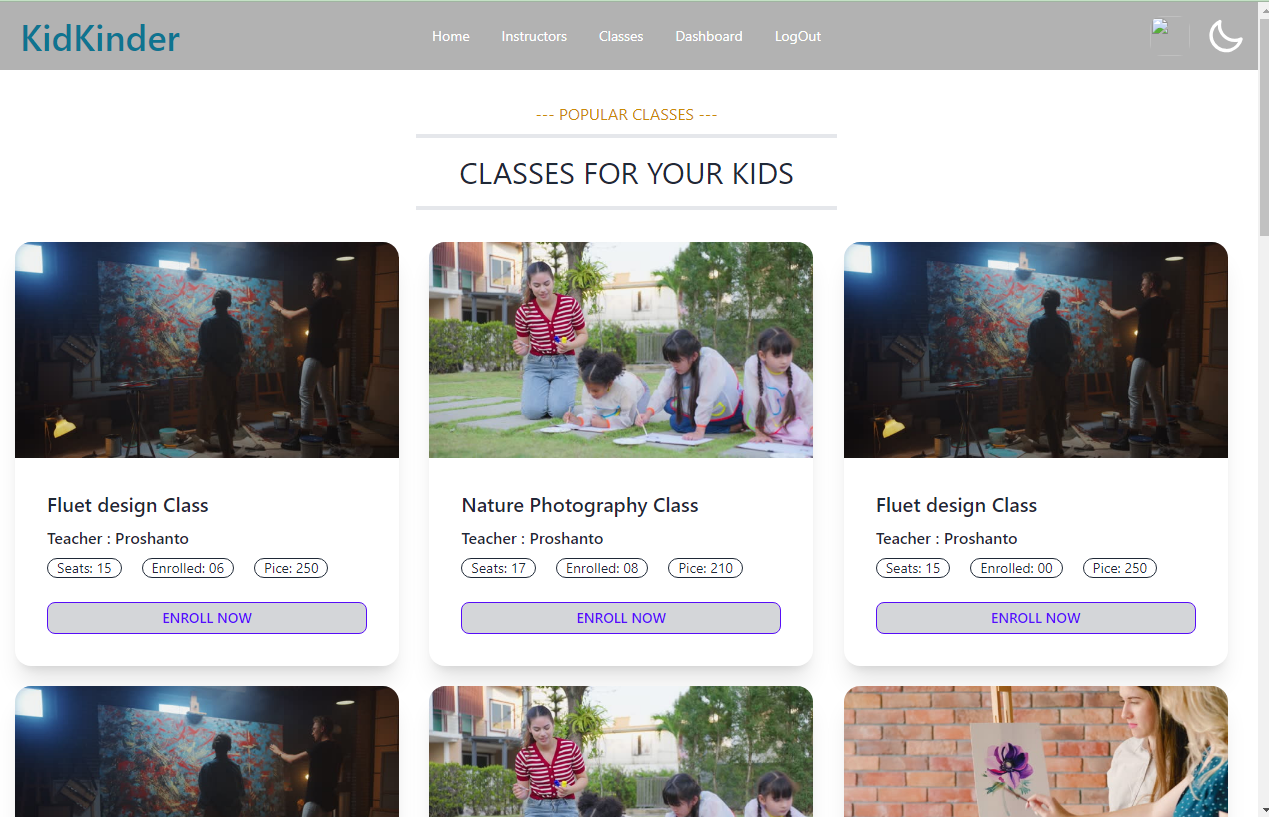 KidKinder
Home Instructors Classes Dashboard LogOut
--- POPULAR CLASSES ---
CLASSES FOR YOUR KIDS
Fluet design Class
Teacher : Proshanto
Seats: 15 Enrolled: 06 Pice: 250
ENROLL NOW
Nature Photography Class
Teacher : Proshanto
Seats: 17 Enrolled: 08 Pice: 210
ENROLL NOW
Fluet design Class
Teacher : Proshanto
Seats: 15 Enrolled: 00 Pice: 250
ENROLL NOW